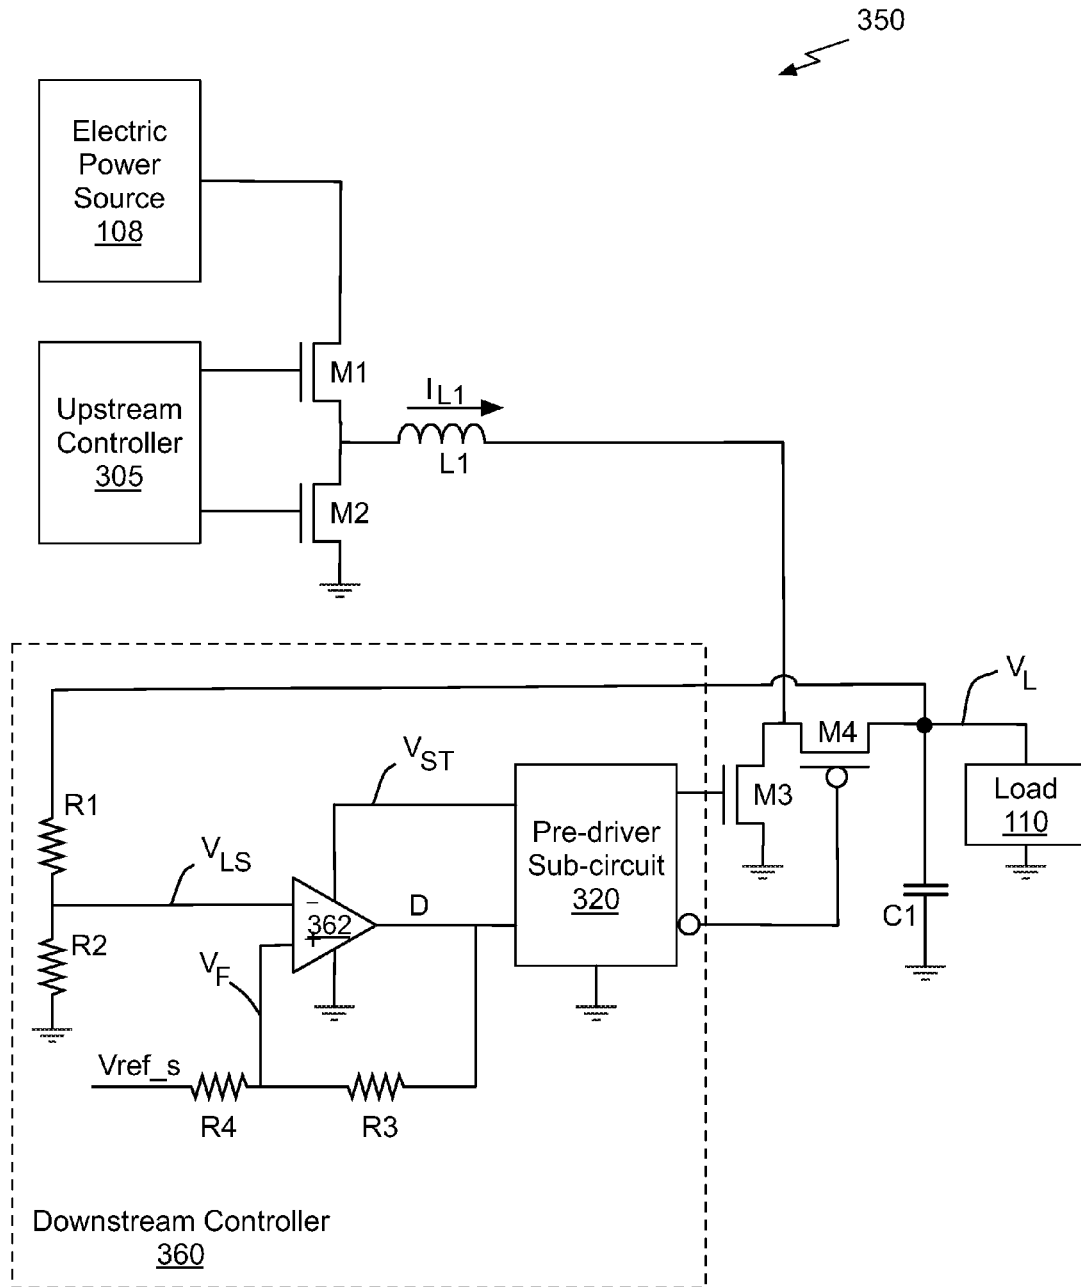 350
Electric
Power
Source
108
M1
Upstream
Controller
305
I L1
L1
M2
V L
V ST
M4
M3
Load
110
R1
Pre-driver
Sub-circuit
320
V LS
−
362
+
D
C1
R2
V F
Vref_s
R4
R3
Downstream Controller
360